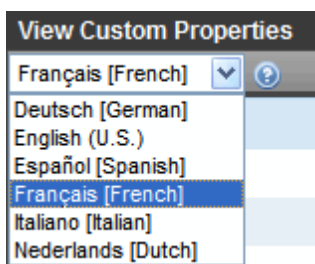 View Custom Properties
Français [French]
Deutsch [German]
English (U.S.)
Español [Spanish]
Français [French]
Italiano [Italian]
Nederlands [Dutch]